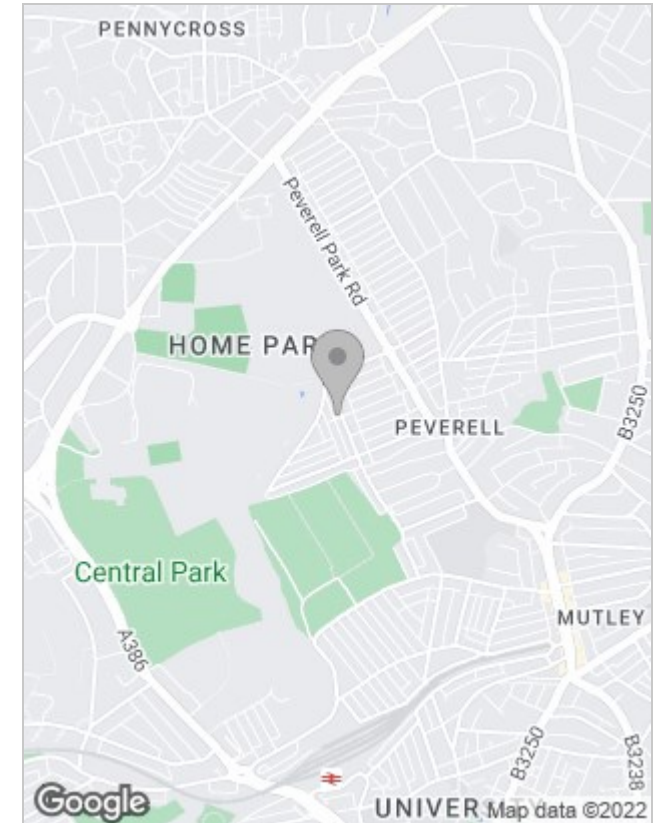 PENNYCROSS
Peverell Park Rd
HOME PAR
PEVERELL
B3250
Central Park
MUTLEY
A386
B3250
B3238
Google
UNIVER
Map data ©2022